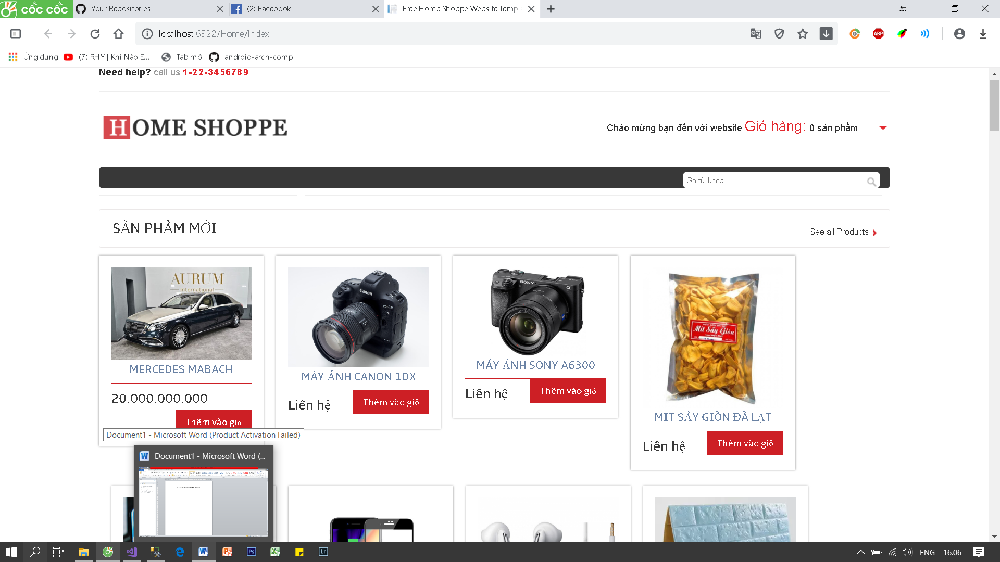 cốc cốc
Your Repositories
(2) Facebook
Free Home Shoppe Website Templ
localhost:6322/Home/Index
Ứng dụng
(7) RHY | Khi Nào E...
Tab mới
android-arch-comp...
ABP
Need help? call us 1-22-3456789
HOME SHOPPE
Chào mừng bạn đến với website Giỏ hàng: 0 sản phẩm
Gõ từ khoá
SẢN PHẨM MỚI
See all Products
AURUM
International
MERCEDES MABACH
20.000.000.000
Thêm vào giỏ
Canon
MÁY ẢNH CANON 1DX
Liên hệ
Thêm vào giỏ
SONY
α
MÁY ẢNH SONY A6300
Liên hệ
Thêm vào giỏ
Mít Sấy Giòn
MIT SẤY GIÒN ĐÀ LẠT
Liên hệ
Thêm vào giỏ
Document1 - Microsoft Word (Product Activation Failed)
Document1 - Microsoft Word (...
ENG
16.06